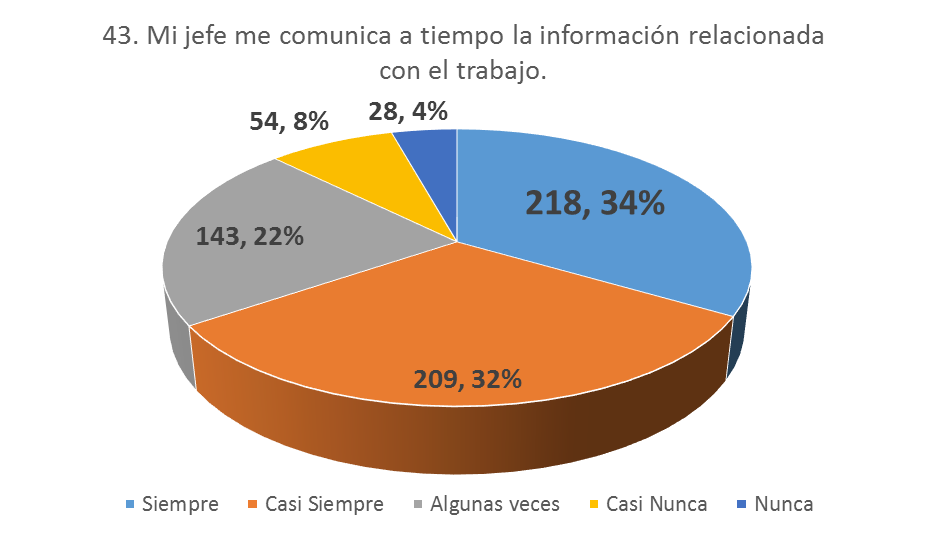 43. Mi jefe me comunica a tiempo la información relacionada
con el trabajo.
28, 4%
54, 8%
218, 34%
143, 22%
209, 32%
Siempre Casi Siempre Algunas veces Casi Nunca Nunca